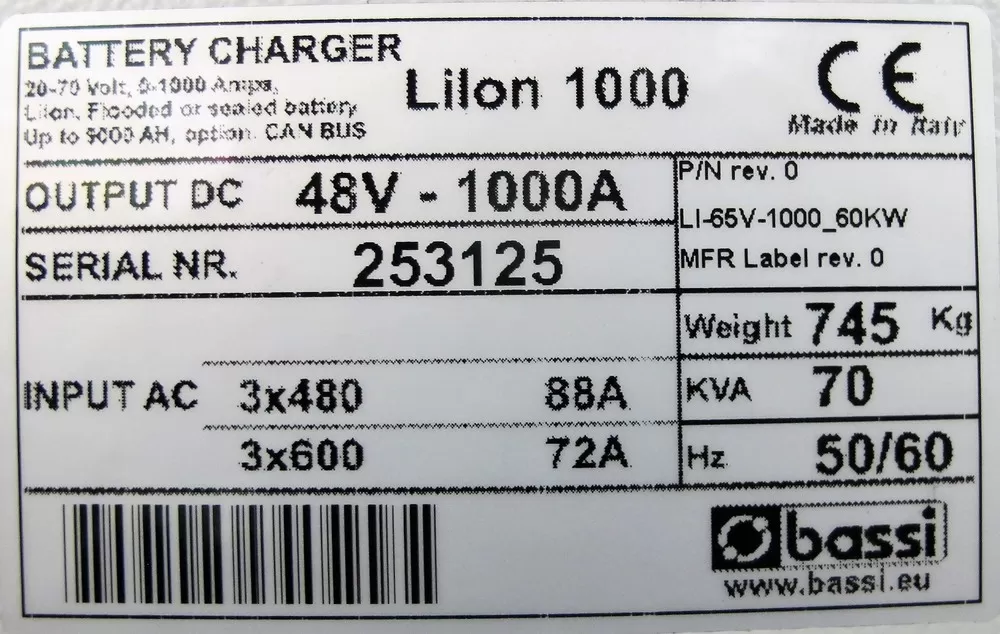 BATTERY CHARGER
20-70 Volt, 0-1000 Amps,
LiIon, Flooded or sealed battery
Up to 9000 AH, option. CAN BUS
LiIon 1000
CE
Made in Italy
OUTPUT DC 48V - 1000A
P/N rev. 0
LI-65V-1000_60KW
MFR Label rev. 0
SERIAL NR. 253125
Weight 745 Kg
INPUT AC 3x480 88A
KVA 70
3x600 72A
Hz 50/60
bassi
www.bassi.eu